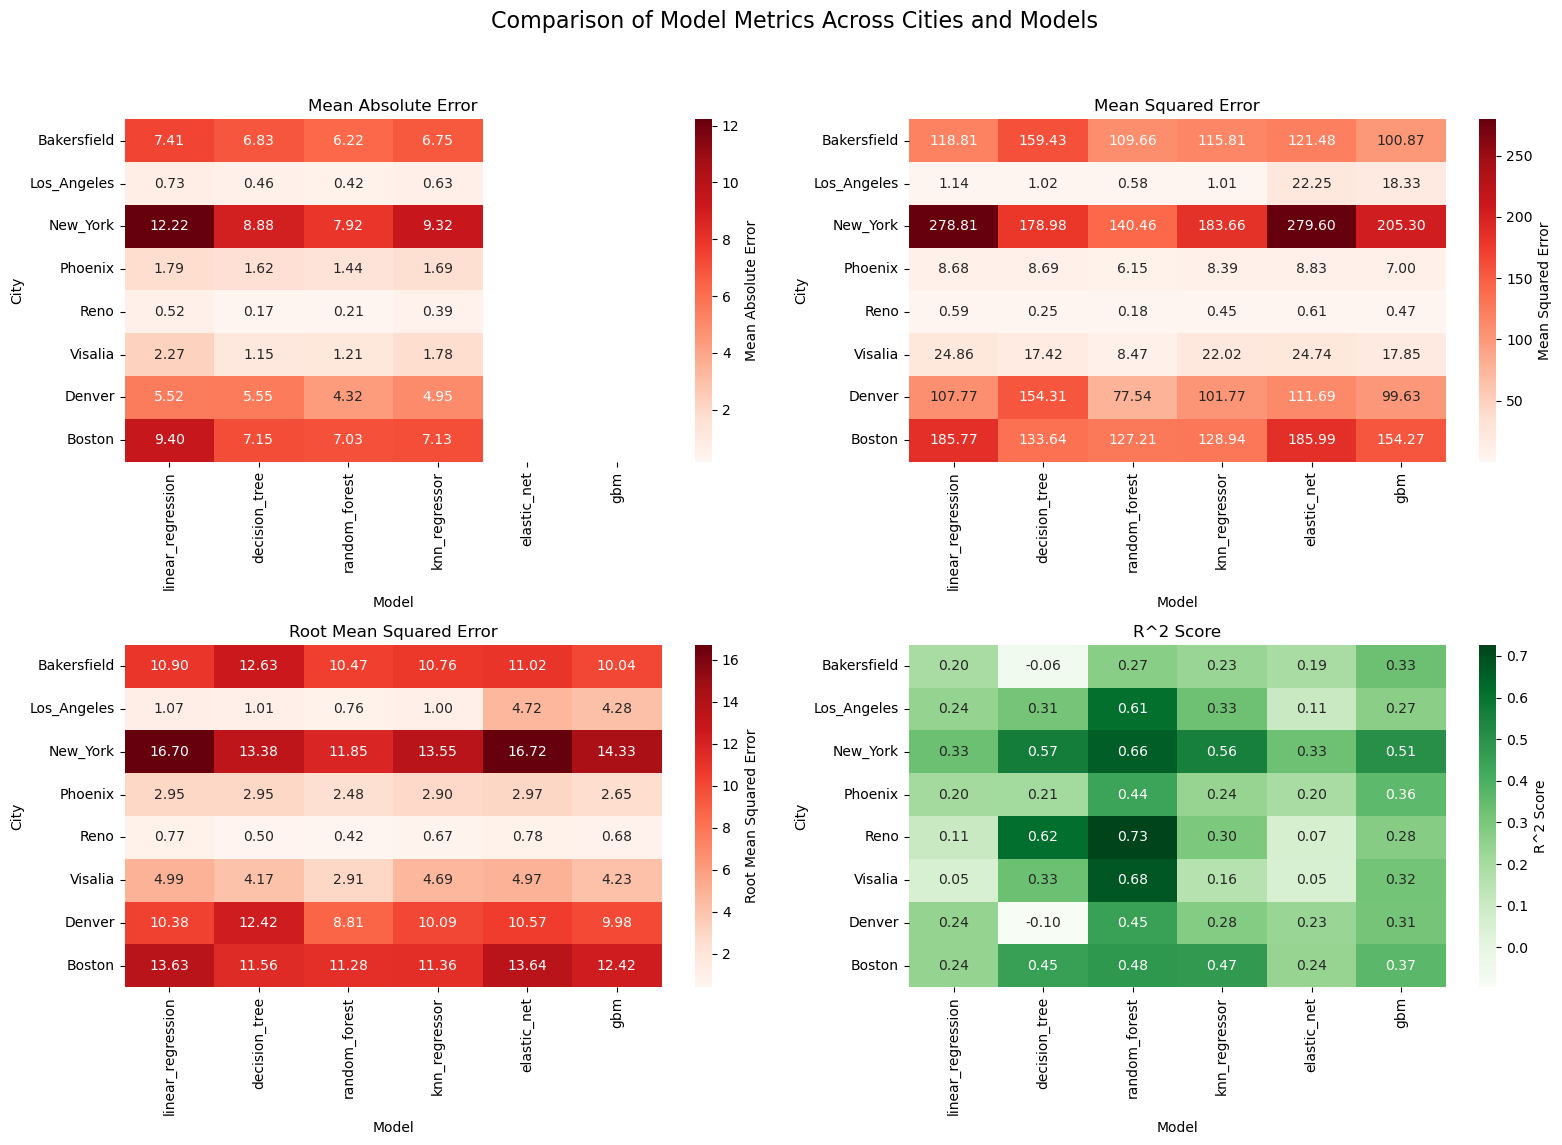 Comparison of Model Metrics Across Cities and Models
Mean Absolute Error
City
Bakersfield 7.41 6.83 6.22 6.75
Los_Angeles 0.73 0.46 0.42 0.63
New_York 12.22 8.88 7.92 9.32
Phoenix 1.79 1.62 1.44 1.69
Reno 0.52 0.17 0.21 0.39
Visalia 2.27 1.15 1.21 1.78
Denver 5.52 5.55 4.32 4.95
Boston 9.40 7.15 7.03 7.13
linear_regression decision_tree random_forest knn_regressor elastic_net gbm
Model
12
10
8
6
4
2
Mean Absolute Error
Mean Squared Error
City
Bakersfield 118.81 159.43 109.66 115.81 121.48 100.87
Los_Angeles 1.14 1.02 0.58 1.01 22.25 18.33
New_York 278.81 178.98 140.46 183.66 279.60 205.30
Phoenix 8.68 8.69 6.15 8.39 8.83 7.00
Reno 0.59 0.25 0.18 0.45 0.61 0.47
Visalia 24.86 17.42 8.47 22.02 24.74 17.85
Denver 107.77 154.31 77.54 101.77 111.69 99.63
Boston 185.77 133.64 127.21 128.94 185.99 154.27
linear_regression decision_tree random_forest knn_regressor elastic_net gbm
Model
250
200
150
100
50
Mean Squared Error
Root Mean Squared Error
City
Bakersfield 10.90 12.63 10.47 10.76 11.02 10.04
Los_Angeles 1.07 1.01 0.76 1.00 4.72 4.28
New_York 16.70 13.38 11.85 13.55 16.72 14.33
Phoenix 2.95 2.95 2.48 2.90 2.97 2.65
Reno 0.77 0.50 0.42 0.67 0.78 0.68
Visalia 4.99 4.17 2.91 4.69 4.97 4.23
Denver 10.38 12.42 8.81 10.09 10.57 9.98
Boston 13.63 11.56 11.28 11.36 13.64 12.42
linear_regression decision_tree random_forest knn_regressor elastic_net gbm
Model
16
14
12
10
8
6
4
2
Root Mean Squared Error
R^2 Score
City
Bakersfield 0.20 -0.06 0.27 0.23 0.19 0.33
Los_Angeles 0.24 0.31 0.61 0.33 0.11 0.27
New_York 0.33 0.57 0.66 0.56 0.33 0.51
Phoenix 0.20 0.21 0.44 0.24 0.20 0.36
Reno 0.11 0.62 0.73 0.30 0.07 0.28
Visalia 0.05 0.33 0.68 0.16 0.05 0.32
Denver 0.24 -0.10 0.45 0.28 0.23 0.31
Boston 0.24 0.45 0.48 0.47 0.24 0.37
linear_regression decision_tree random_forest knn_regressor elastic_net gbm
Model
0.7
0.6
0.5
0.4
0.3
0.2
0.1
0.0
R^2 Score